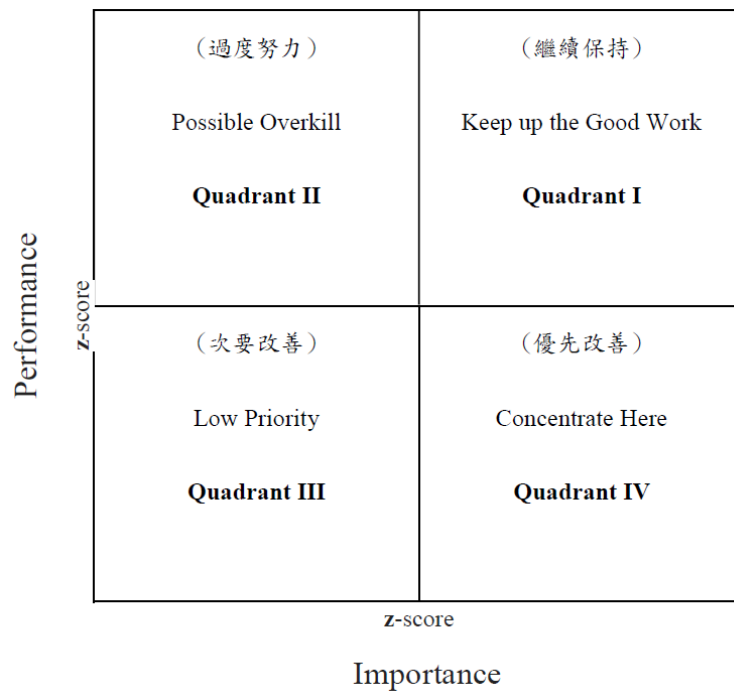 （過度努力）
Possible Overkill
Quadrant II
（繼續保持）
Keep up the Good Work
Quadrant I
Performance
z-score
（次要改善）
Low Priority
Quadrant III
（優先改善）
Concentrate Here
Quadrant IV
z-score
Importance